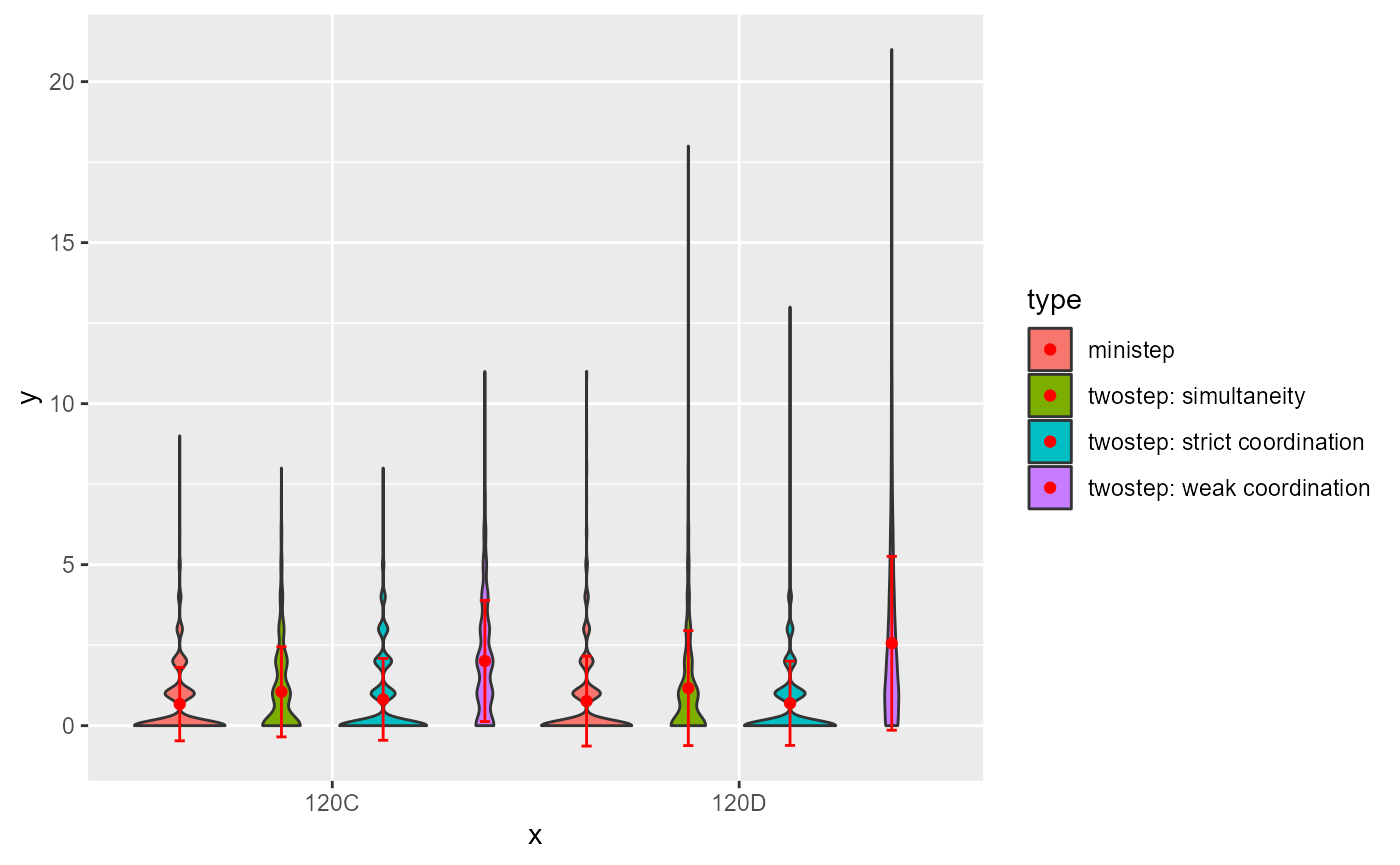 20
15
10
5
0
y
120C
120D
x
type
ministep
twostep: simultaneity
twostep: strict coordination
twostep: weak coordination